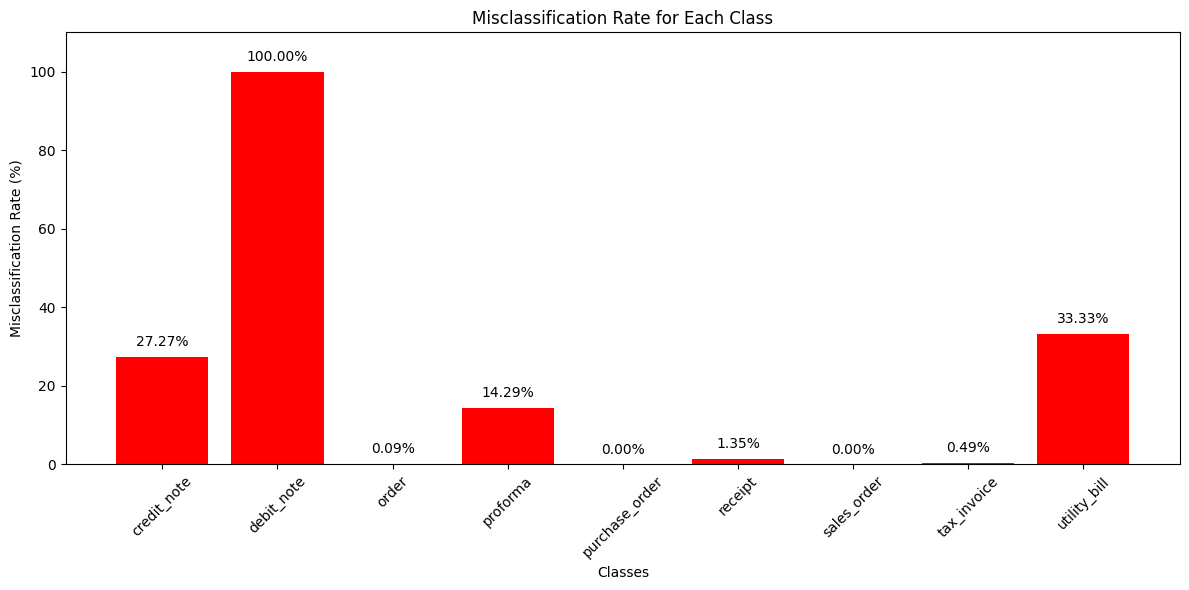 Misclassification Rate for Each Class
Misclassification Rate (%)
100
80
60
40
20
0
27.27%
100.00%
0.09%
14.29%
0.00%
1.35%
0.00%
0.49%
33.33%
credit_note
debit_note
order
proforma
purchase_order
receipt
sales_order
tax_invoice
utility_bill
Classes